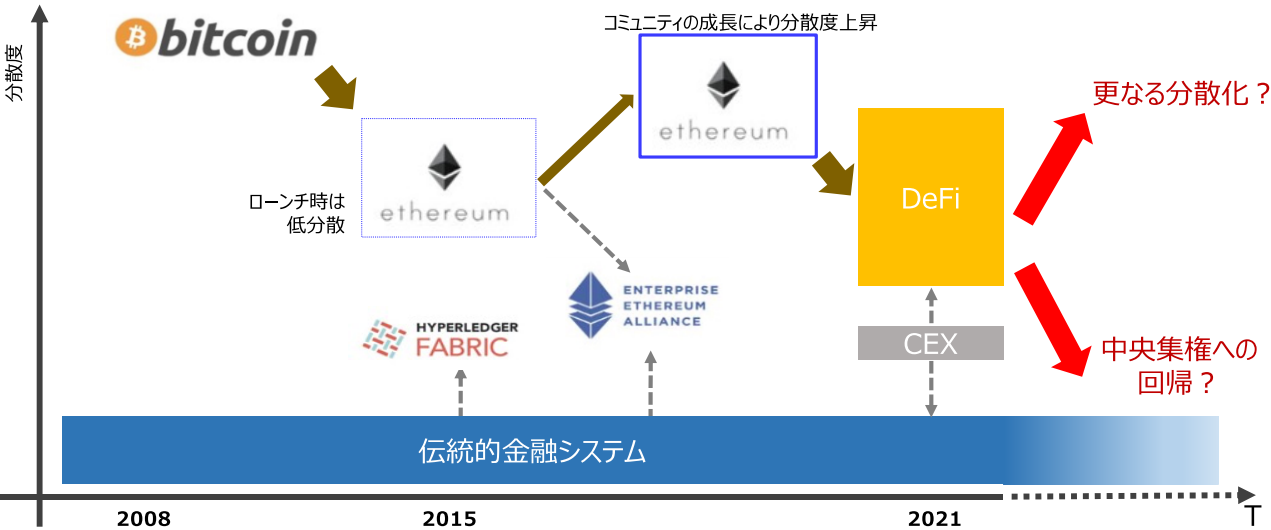 分散度
bitcoin
コミュニティの成長により分散度上昇
ethereum
更なる分散化？
ローンチ時は
低分散
ethereum
DeFi
ENTERPRISE
ETHEREUM
ALLIANCE
HYPERLEDGER
FABRIC
CEX
中央集権への
回帰？
伝統的金融システム
2008
2015
2021
T